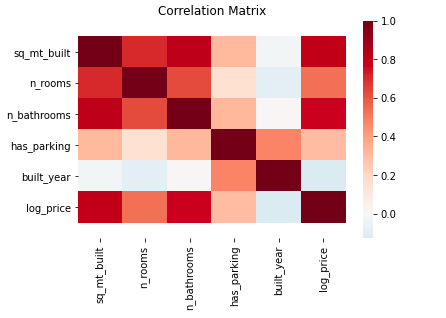 Correlation Matrix
sq_mt_built
n_rooms
n_bathrooms
has_parking
built_year
log_price
sq_mt_built
n_rooms
n_bathrooms
has_parking
built_year
log_price
1.0
0.8
0.6
0.4
0.2
0.0